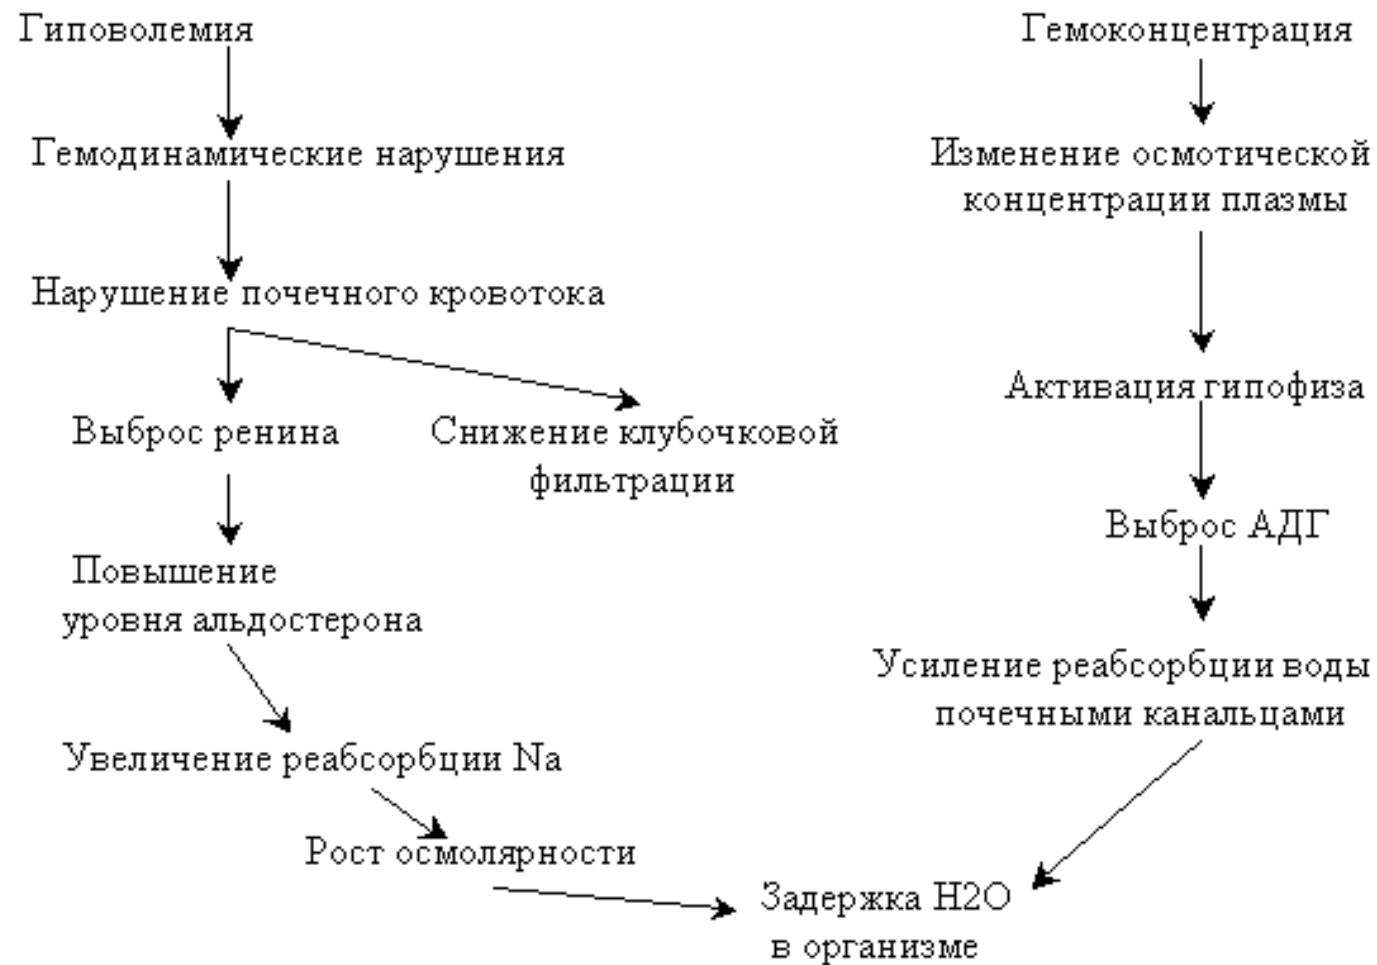 Гиповолемия
Гемодинамические нарушения
Нарушение почечного кровотока
Выброс ренина
Снижение клубочковой
фильтрации
Повышение
уровня альдостерона
Увеличение реабсорбции Na
Рост осмолярности
Гемоконцентрация
Изменение осмотической
концентрации плазмы
Активация гипофиза
Выброс АДГ
Усиление реабсорбции воды
почечными канальцами
Задержка H2O
в организме